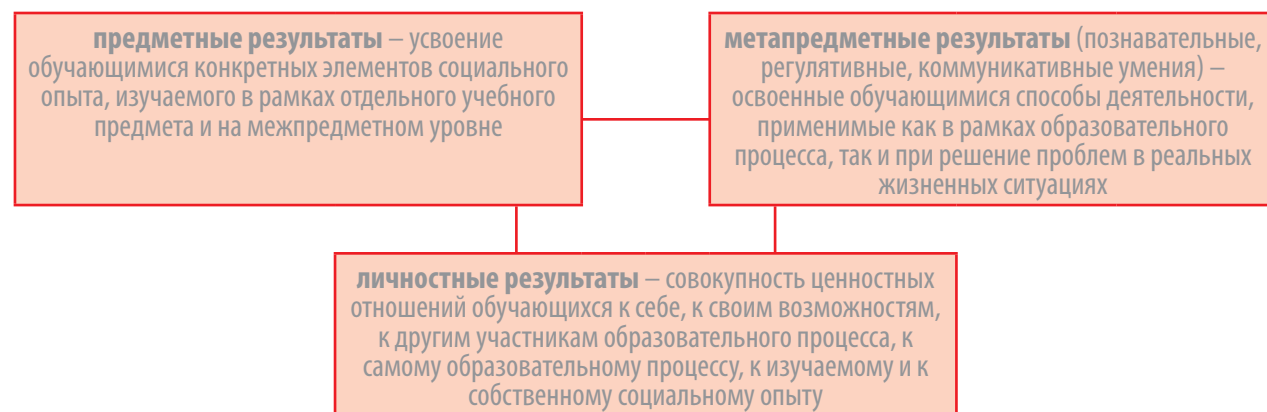 предметные результаты – усвоение
обучающимися конкретных элементов социального
опыта, изучаемого в рамках отдельного учебного
предмета и на межпредметном уровне
метапредметные результаты (познавательные,
регулятивные, коммуникативные умения) –
освоенные обучающимися способы деятельности,
применимые как в рамках образовательного
процесса, так и при решение проблем в реальных
жизненных ситуациях
личностные результаты – совокупность ценностных
отношений обучающихся к себе, к своим возможностям,
к другим участникам образовательного процесса, к
самому образовательному процессу, к изучаемому и к
собственному социальному опыту